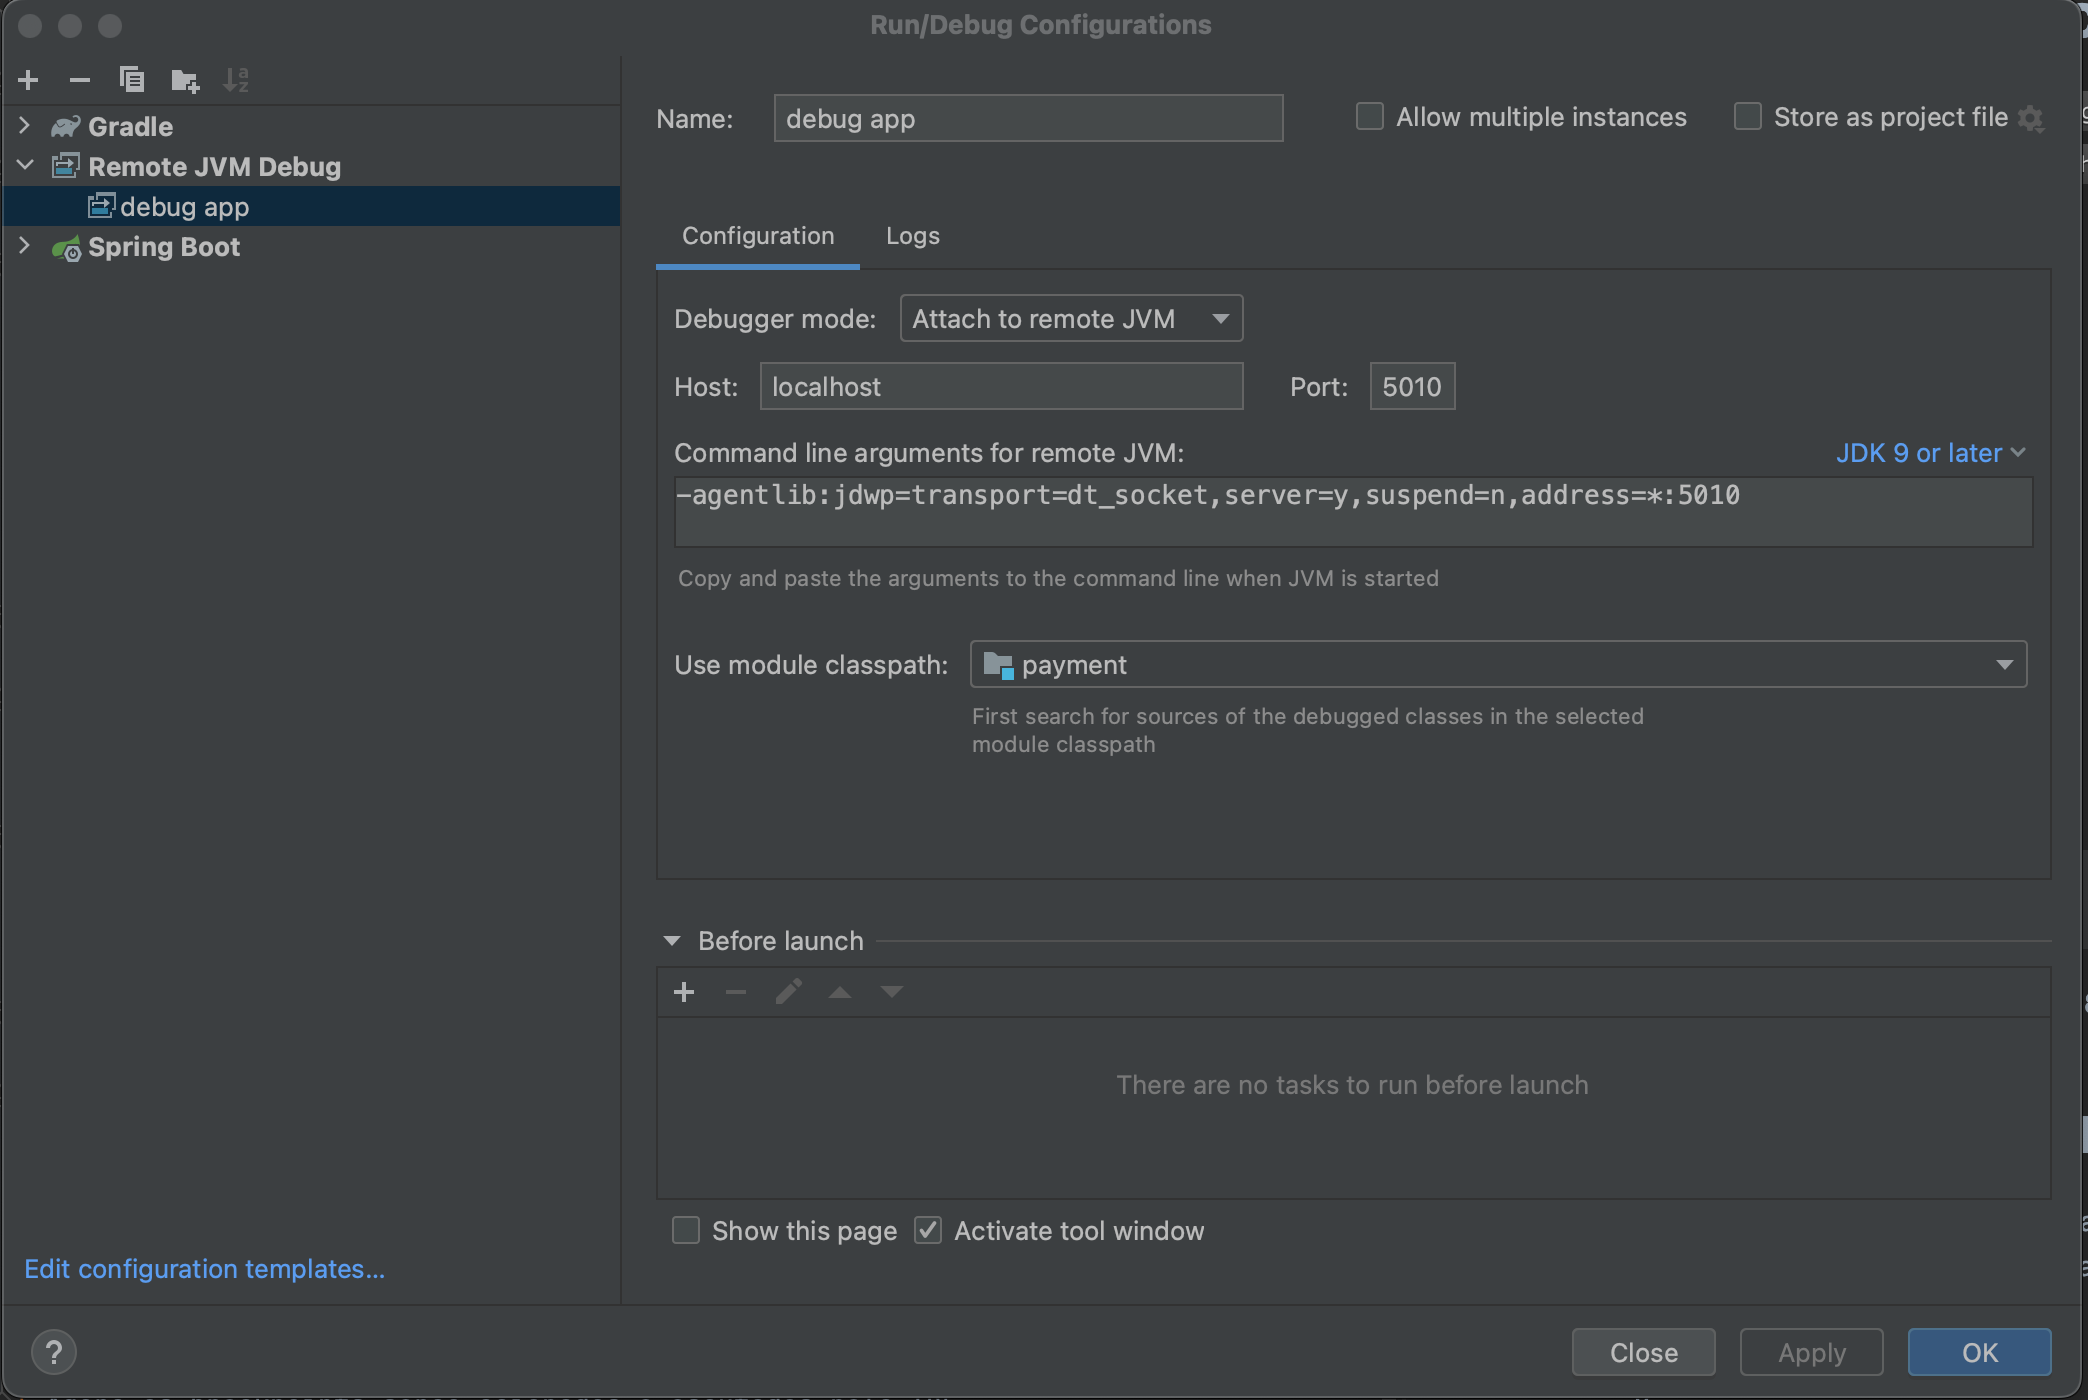 Run/Debug Configurations
Gradle
Remote JVM Debug
debug app
Spring Boot
Edit configuration templates...
Name: debug app
Allow multiple instances
Store as project file
Configuration
Logs
Debugger mode: Attach to remote JVM
Host: localhost
Port: 5010
Command line arguments for remote JVM:
JDK 9 or later
-agentlib:jdwp=transport=dt_socket,server=y,suspend=n,address=*:5010
Copy and paste the arguments to the command line when JVM is started
Use module classpath: payment
First search for sources of the debugged classes in the selected
module classpath
Before launch
There are no tasks to run before launch
Show this page
Activate tool window
?
Close
Apply
OK